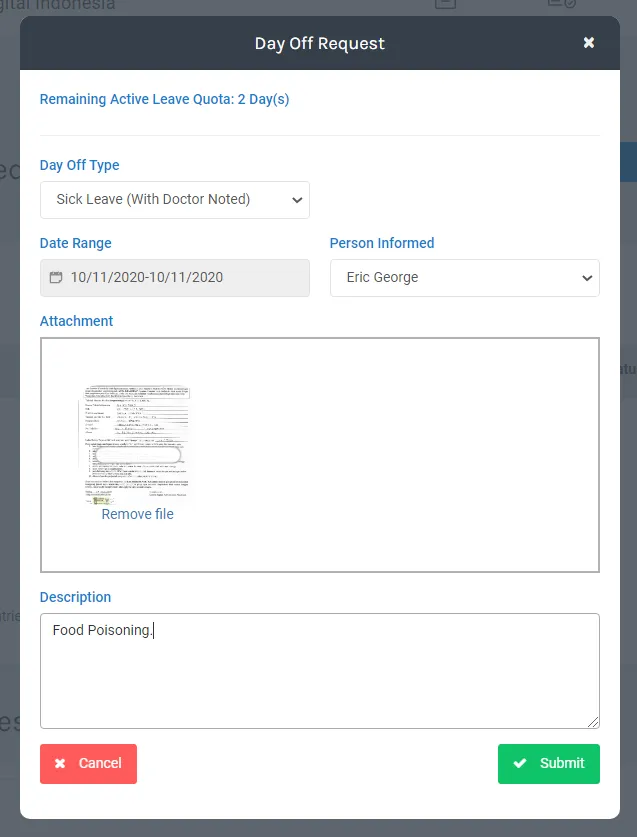 gital Indonesia
Day Off Request
Remaining Active Leave Quota: 2 Day(s)
Day Off Type
Sick Leave (With Doctor Noted)
Date Range
Person Informed
10/11/2020-10/11/2020
Eric George
Attachment
Remove file
Description
Food Poisoning.
Cancel
Submit